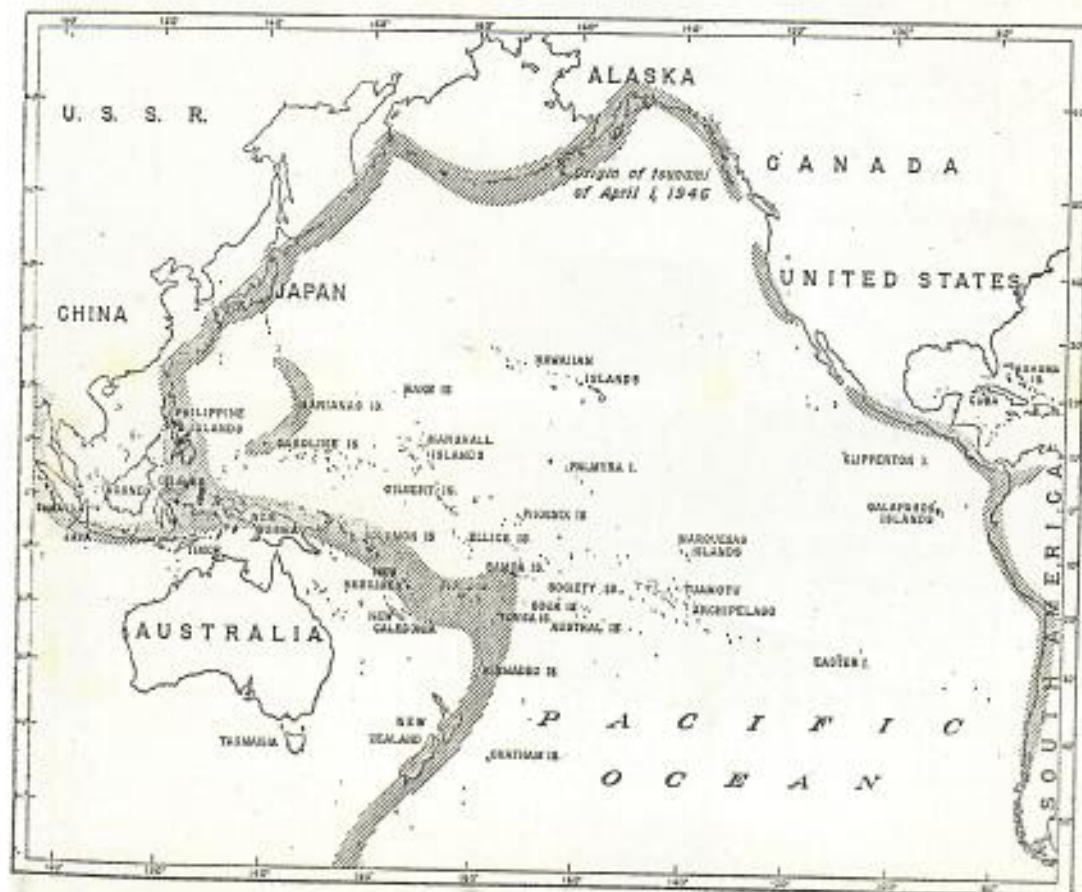 ALASKA
U. S. S. R.
CANADA
Origin of tsunami
of April 1, 1946
UNITED STATES
JAPAN
CHINA
HAWAIIAN
ISLANDS
WAKE IS
CUBA
MARIANAS IS.
PHILIPPINE
ISLANDS
CAROLINE IS
MARSHALL
ISLANDS
PALMYRA I.
CLIPPERTON I.
GILBERT IS.
GALAPAGOS
ISLANDS
PHOENIX IS
NEW
GUINEA
SOLOMON IS
ELLICE IS.
MARQUESAS
ISLANDS
TIMOR
SAMOA IS.
NEW
HEBRIDES
SOCIETY IS.
TUAMOTU
ARCHIPELAGO
NEW
CALEDONIA
TONGA IS.
COOK IS
AUSTRAL IS
AUSTRALIA
EASTER I.
KERMADEC IS
SOUTH AMERICA
NEW
ZEALAND
TASMANIA
CHATHAM IS.
PACIFIC
OCEAN